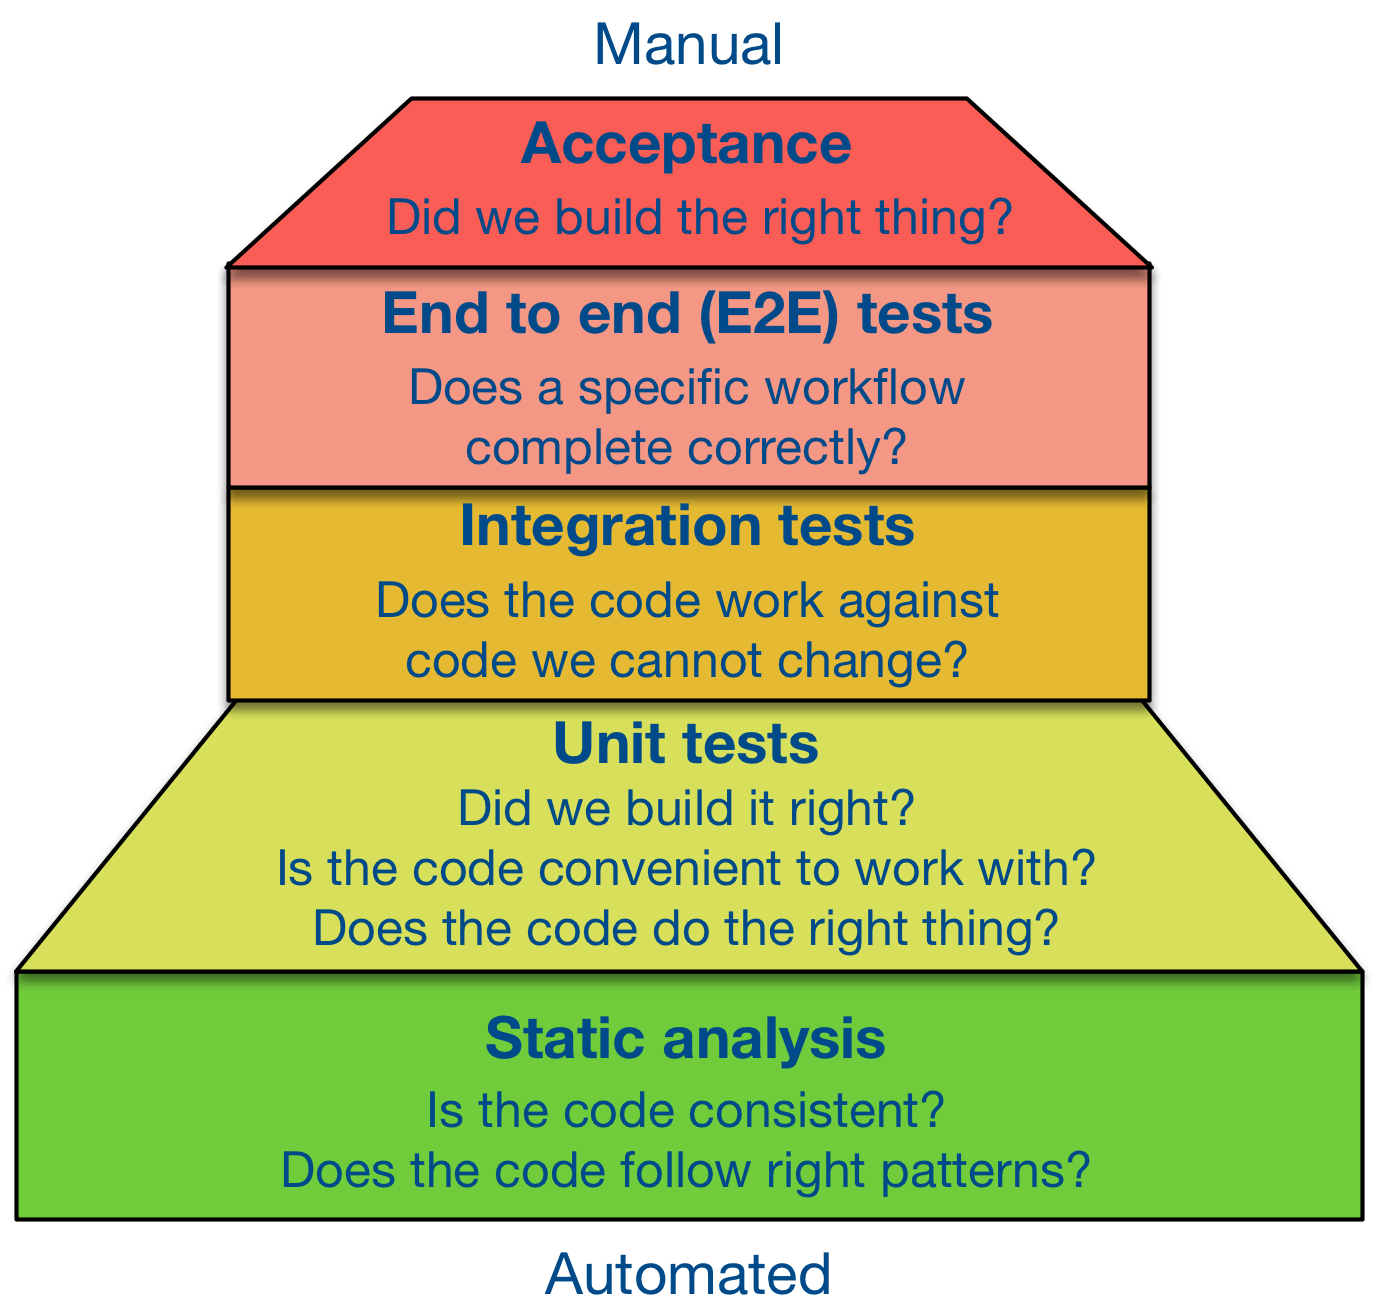 Manual
Acceptance
Did we build the right thing?
End to end (E2E) tests
Does a specific workflow
complete correctly?
Integration tests
Does the code work against
code we cannot change?
Unit tests
Did we build it right?
Is the code convenient to work with?
Does the code do the right thing?
Static analysis
Is the code consistent?
Does the code follow right patterns?
Automated